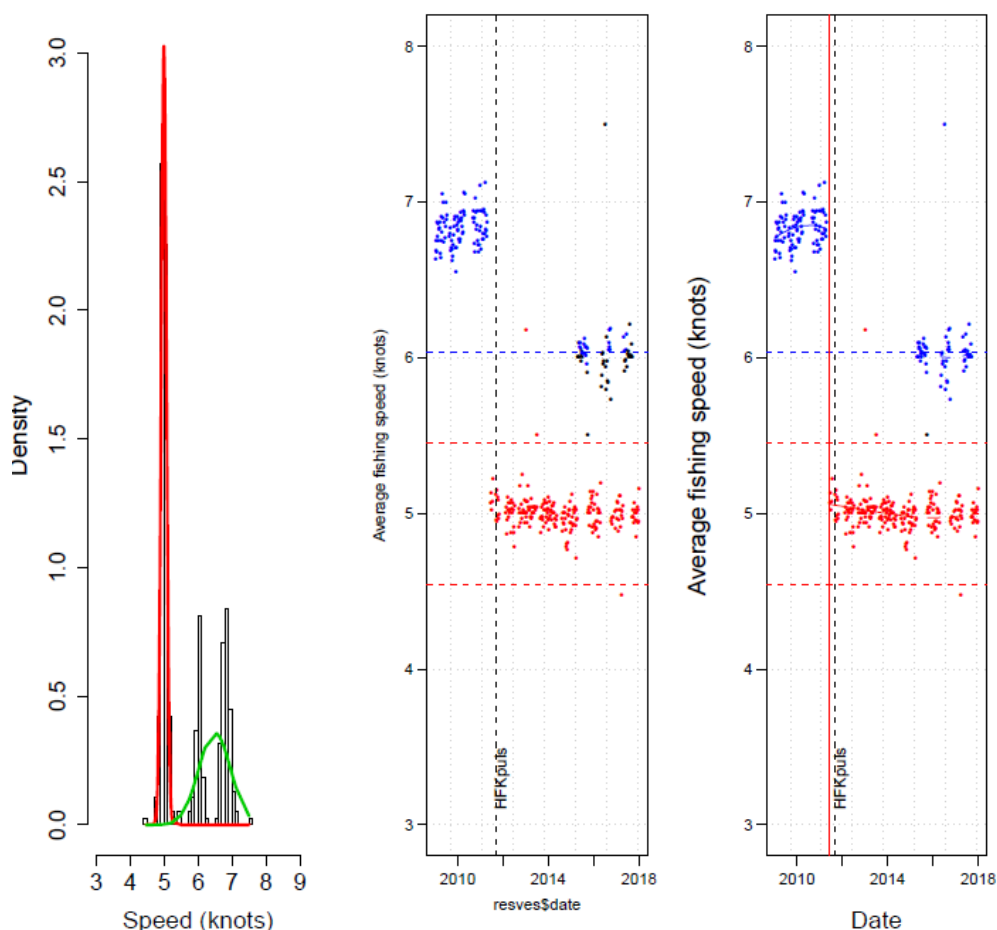 Density
0.0
0.5
1.0
1.5
2.0
2.5
3.0
3 4 5 6 7 8 9
Speed (knots)
Average fishing speed (knots)
8
7
6
5
4
3
FIFKpuls
2010 2014 2018
resves$date
Average fishing speed (knots)
8
7
6
5
4
3
FIFKpuls
2010 2014 2018
Date